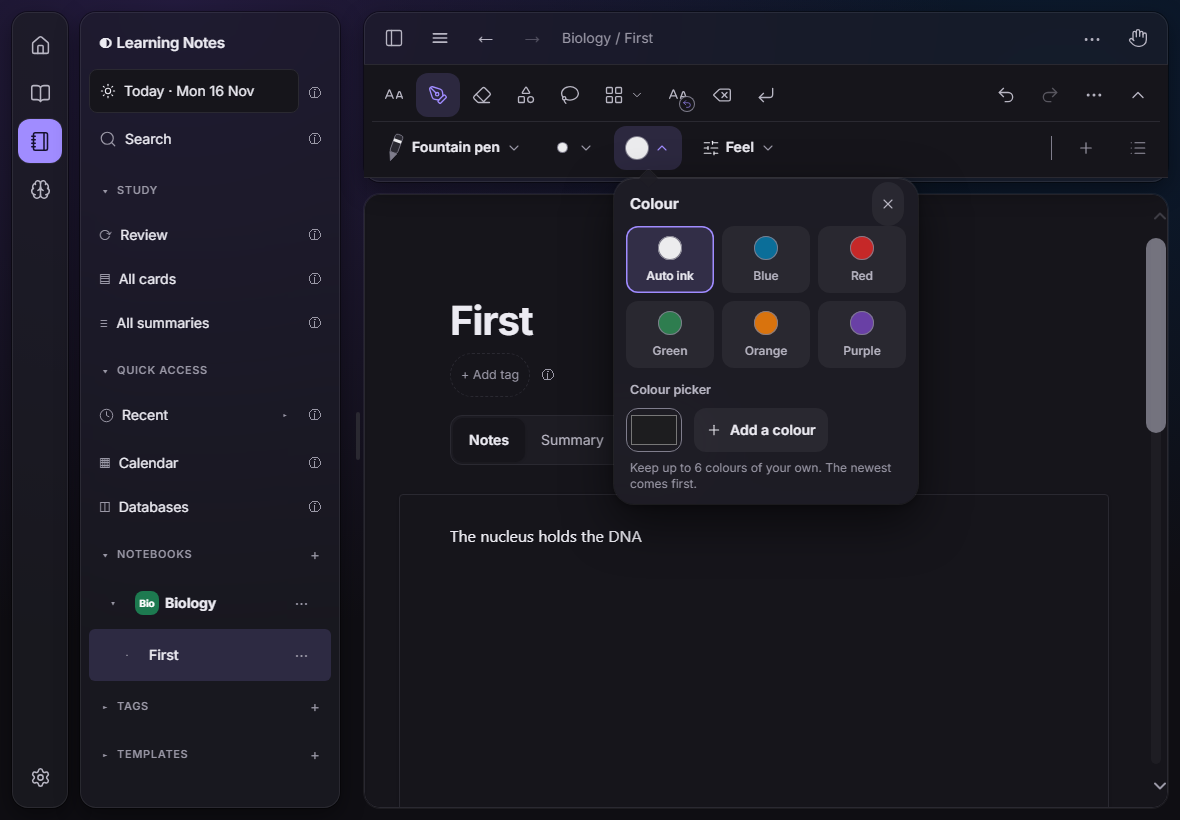 Learning Notes
Today · Mon 16 Nov
Search
STUDY
Review
All cards
All summaries
QUICK ACCESS
Recent
Calendar
Databases
NOTEBOOKS
Bio Biology
First
TAGS
TEMPLATES
Biology / First
AA
Fountain pen
Feel
Colour
Auto ink
Blue
Red
Green
Orange
Purple
Colour picker
+ Add a colour
Keep up to 6 colours of your own. The newest
comes first.
First
+ Add tag
Notes
Summary
The nucleus holds the DNA